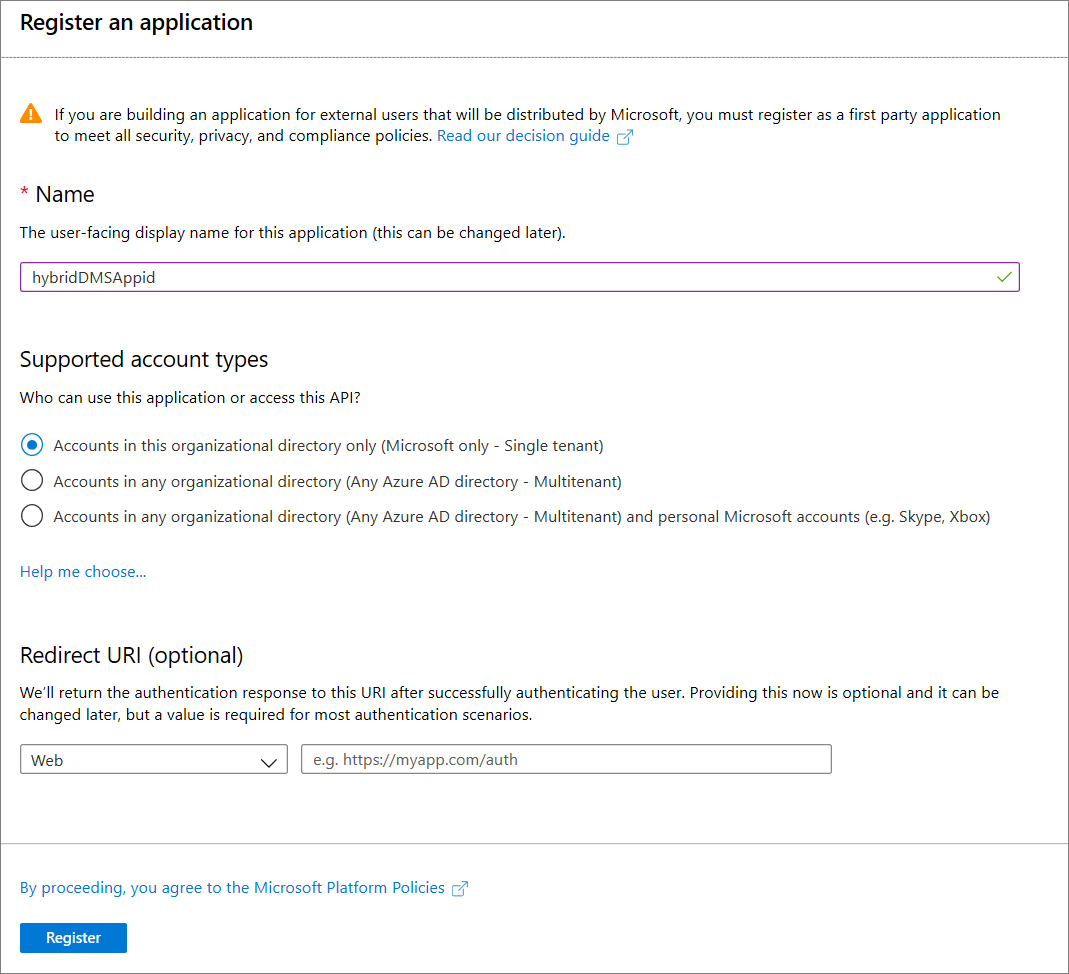 Register an application
If you are building an application for external users that will be distributed by Microsoft, you must register as a first party application
to meet all security, privacy, and compliance policies. Read our decision guide
* Name
The user-facing display name for this application (this can be changed later).
hybridDMSAppid
Supported account types
Who can use this application or access this API?
Accounts in this organizational directory only (Microsoft only - Single tenant)
Accounts in any organizational directory (Any Azure AD directory - Multitenant)
Accounts in any organizational directory (Any Azure AD directory - Multitenant) and personal Microsoft accounts (e.g. Skype, Xbox)
Help me choose...
Redirect URI (optional)
We'll return the authentication response to this URI after successfully authenticating the user. Providing this now is optional and it can be
changed later, but a value is required for most authentication scenarios.
Web e.g. https://myapp.com/auth
By proceeding, you agree to the Microsoft Platform Policies
Register